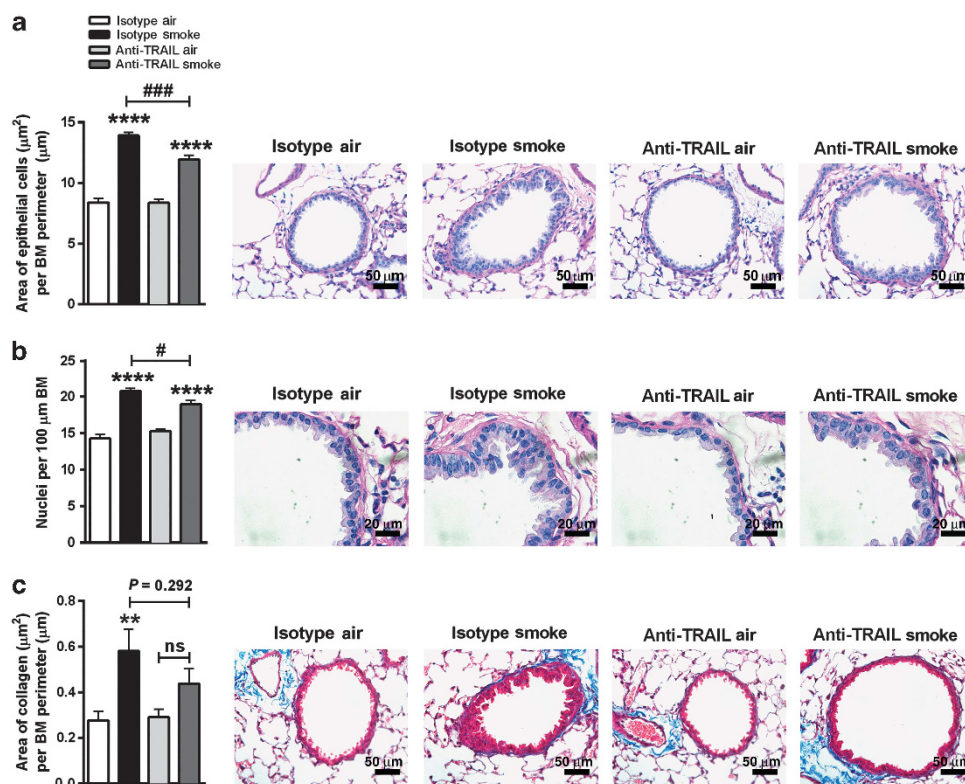 a
Isotype air
Isotype smoke
Anti-TRAIL air
Anti-TRAIL smoke
###
****
****
15
10
5
0
Area of epithelial cells (μm²)
per BM perimeter (μm)
Isotype air
Isotype smoke
Anti-TRAIL air
Anti-TRAIL smoke
50 μm
50 μm
50 μm
50 μm
b
#
****
****
25
20
15
10
5
0
Nuclei per 100 μm BM
Isotype air
Isotype smoke
Anti-TRAIL air
Anti-TRAIL smoke
20 μm
20 μm
20 μm
20 μm
c
P = 0.292
**
ns
0.8
0.6
0.4
0.2
0.0
Area of collagen (μm²)
per BM perimeter (μm)
Isotype air
Isotype smoke
Anti-TRAIL air
Anti-TRAIL smoke
50 μm
50 μm
50 μm
50 μm